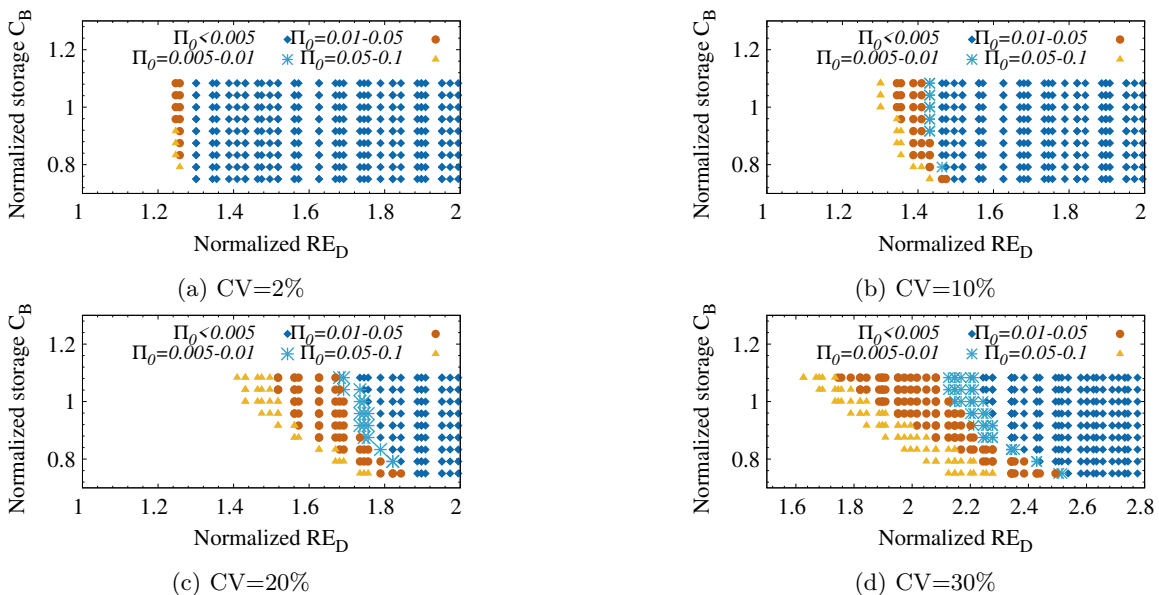 Normalized storage C_B
1.2
1
0.8
Π_0<0.005
Π_0=0.01-0.05
Π_0=0.005-0.01
Π_0=0.05-0.1
1 1.2 1.4 1.6 1.8 2
Normalized RE_D
(a) CV=2%
Normalized storage C_B
1.2
1
0.8
Π_0<0.005
Π_0=0.01-0.05
Π_0=0.005-0.01
Π_0=0.05-0.1
1 1.2 1.4 1.6 1.8 2
Normalized RE_D
(b) CV=10%
Normalized storage C_B
1.2
1
0.8
Π_0<0.005
Π_0=0.01-0.05
Π_0=0.005-0.01
Π_0=0.05-0.1
1 1.2 1.4 1.6 1.8 2
Normalized RE_D
(c) CV=20%
Normalized storage C_B
1.2
1
0.8
Π_0<0.005
Π_0=0.01-0.05
Π_0=0.005-0.01
Π_0=0.05-0.1
1.6 1.8 2 2.2 2.4 2.6 2.8
Normalized RE_D
(d) CV=30%